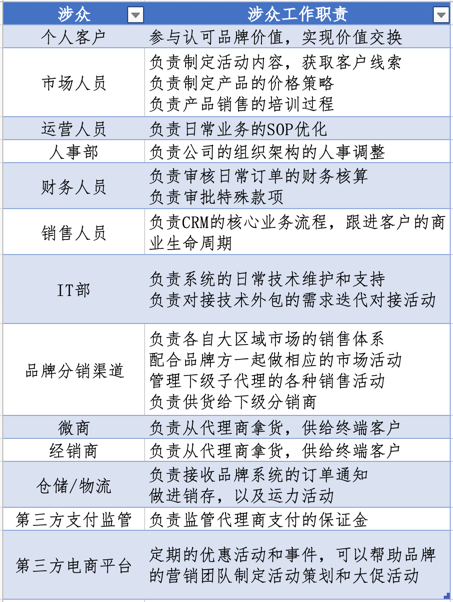 涉众 涉众工作职责
个人客户 参与认可品牌价值，实现价值交换
市场人员 负责制定活动内容，获取客户线索
负责制定产品的价格策略
负责产品销售的培训过程
运营人员 负责日常业务的SOP优化
人事部 负责公司的组织架构的人事调整
财务人员 负责审核日常订单的财务核算
负责审批特殊款项
销售人员 负责CRM的核心业务流程，跟进客户的商
业生命周期
IT部 负责系统的日常技术维护和支持
负责对接技术外包的需求迭代对接活动
品牌分销渠道 负责各自大区域市场的销售体系
配合品牌方一起做相应的市场活动
管理下级子代理的各种销售活动
负责供货给下级分销商
微商 负责从代理商拿货，供给终端客户
经销商 负责从代理商拿货，供给终端客户
仓储/物流 负责接收品牌系统的订单通知
做进销存，以及运力活动
第三方支付监管 负责监管代理商支付的保证金
第三方电商平台 定期的优惠活动和事件，可以帮助品牌
的营销团队制定活动策划和大促活动